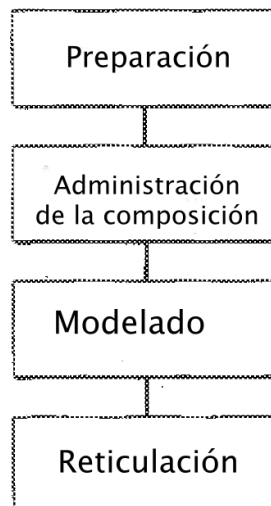 Preparación
Administración
de la composición
Modelado
Reticulación